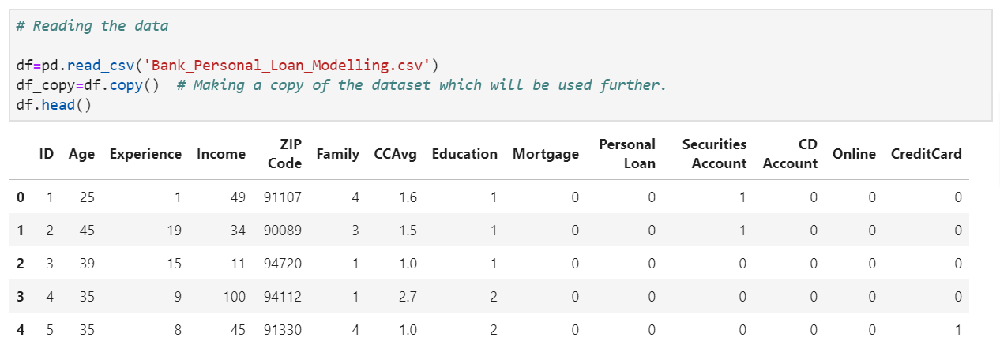 # Reading the data
df=pd.read_csv('Bank_Personal_Loan_Modelling.csv')
df_copy=df.copy()  # Making a copy of the dataset which will be used further.
df.head()
ID Age Experience Income ZIP Code Family CCAvg Education Mortgage Personal Loan Securities Account CD Account Online CreditCard
0 1 25 1 49 91107 4 1.6 1 0 0 1 0 0 0
1 2 45 19 34 90089 3 1.5 1 0 0 1 0 0 0
2 3 39 15 11 94720 1 1.0 1 0 0 0 0 0 0
3 4 35 9 100 94112 1 2.7 2 0 0 0 0 0 0
4 5 35 8 45 91330 4 1.0 2 0 0 0 0 0 1